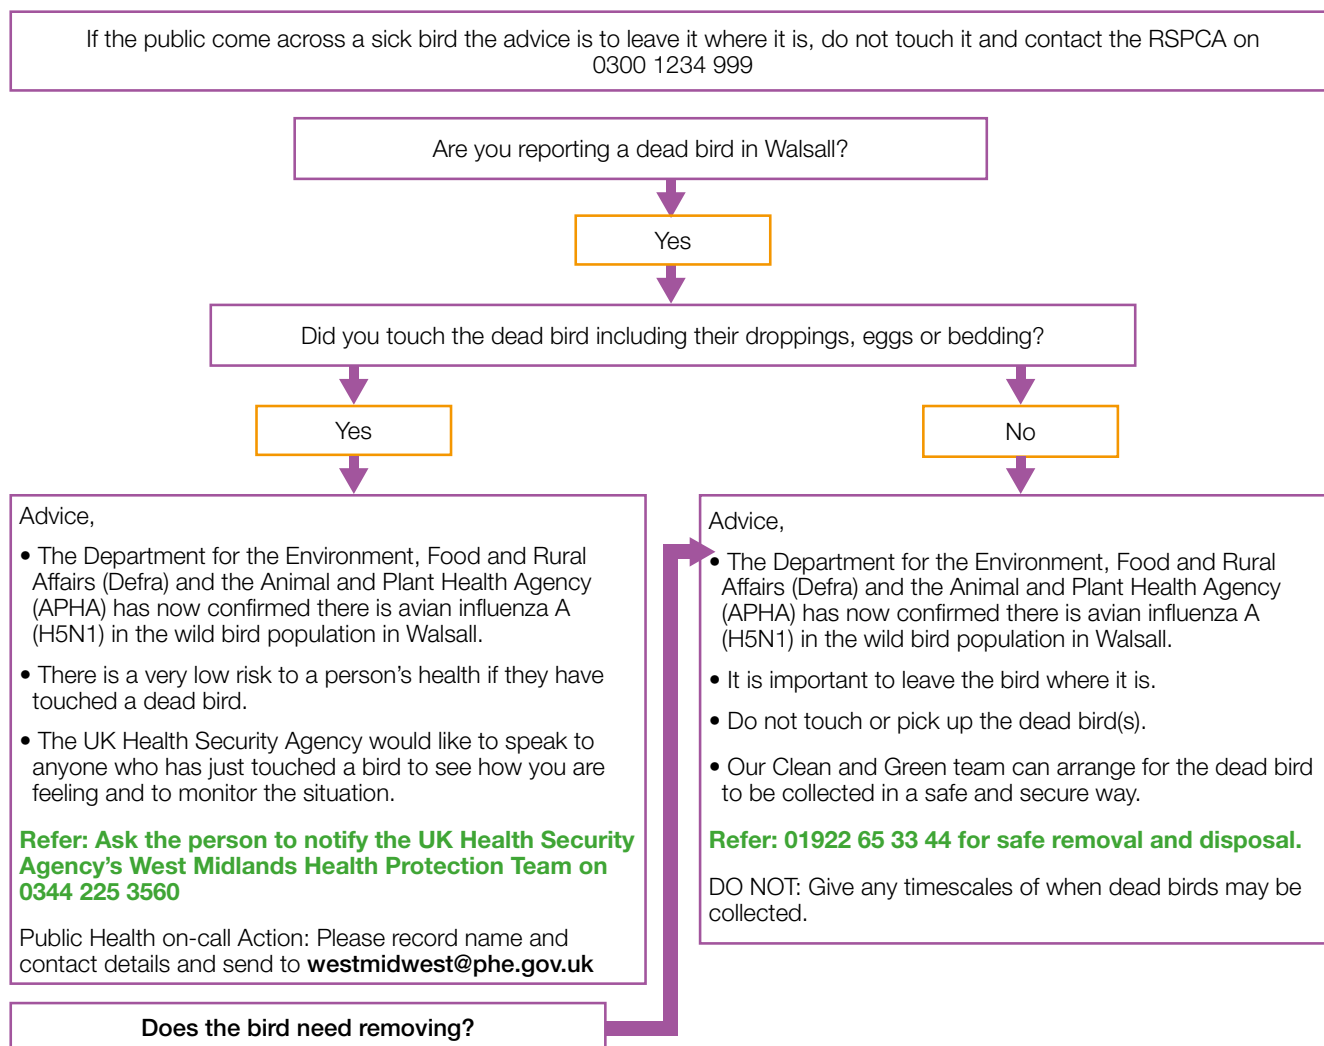 If the public come across a sick bird the advice is to leave it where it is, do not touch it and contact the RSPCA on
0300 1234 999
Are you reporting a dead bird in Walsall?
Yes
Did you touch the dead bird including their droppings, eggs or bedding?
Yes
No
Advice,
• The Department for the Environment, Food and Rural
Affairs (Defra) and the Animal and Plant Health Agency
(APHA) has now confirmed there is avian influenza A
(H5N1) in the wild bird population in Walsall.
• There is a very low risk to a person's health if they have
touched a dead bird.
• The UK Health Security Agency would like to speak to
anyone who has just touched a bird to see how you are
feeling and to monitor the situation.
Refer: Ask the person to notify the UK Health Security
Agency's West Midlands Health Protection Team on
0344 225 3560
Public Health on-call Action: Please record name and
contact details and send to westmidwest@phe.gov.uk
Does the bird need removing?
Advice,
• The Department for the Environment, Food and Rural
Affairs (Defra) and the Animal and Plant Health Agency
(APHA) has now confirmed there is avian influenza A
(H5N1) in the wild bird population in Walsall.
• It is important to leave the bird where it is.
• Do not touch or pick up the dead bird(s).
• Our Clean and Green team can arrange for the dead bird
to be collected in a safe and secure way.
Refer: 01922 65 33 44 for safe removal and disposal.
DO NOT: Give any timescales of when dead birds may be
collected.